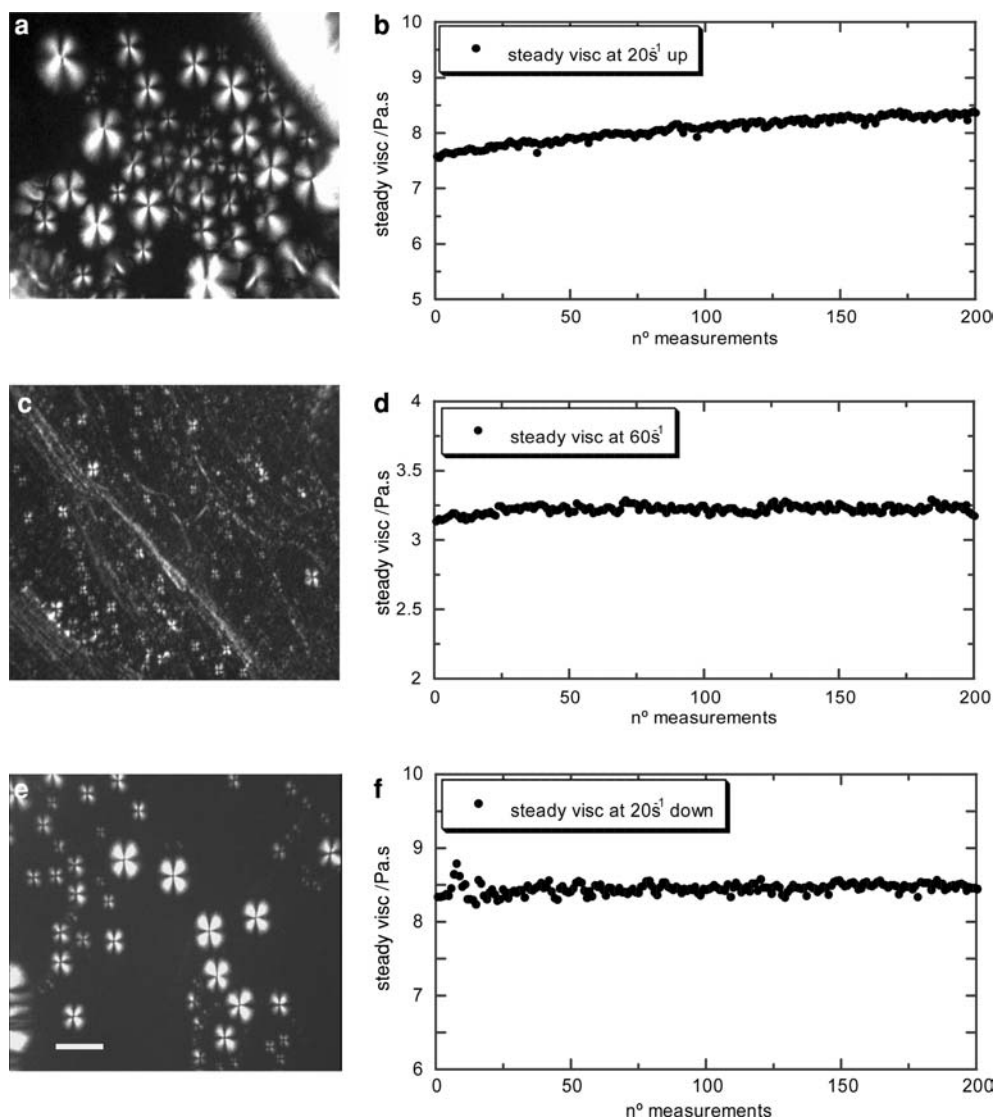 a
b
steady visc at 20s⁻¹ up
10
9
8
7
6
5
steady visc /Pa.s
0 50 100 150 200
nº measurements
c
d
steady visc at 60s⁻¹
4
3.5
3
2.5
2
steady visc /Pa.s
0 50 100 150 200
nº measurements
e
f
steady visc at 20s⁻¹ down
10
9
8
7
6
steady visc /Pa.s
0 50 100 150 200
nº measurements